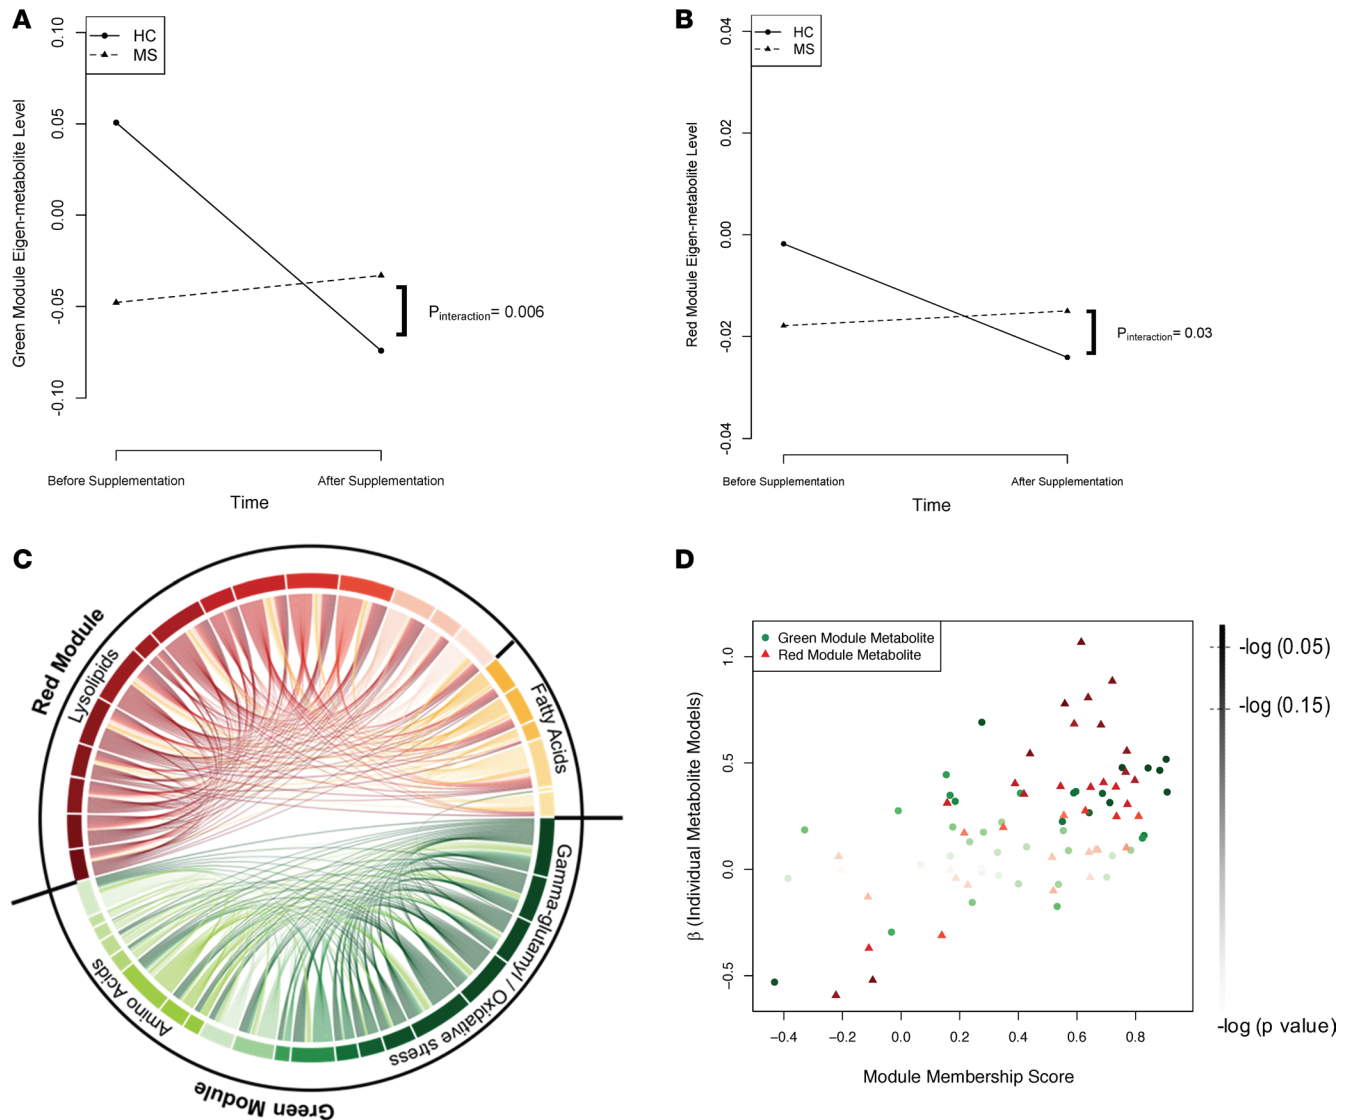 A
HC
MS
0.10
0.05
0.00
-0.05
-0.10
Green Module Eigen-metabolite Level
Pinteraction= 0.006
Before Supplementation
After Supplementation
Time
B
HC
MS
0.04
0.02
0.00
-0.02
-0.04
Red Module Eigen-metabolite Level
Pinteraction= 0.03
Before Supplementation
After Supplementation
Time
C
Red Module
Lysolipids
Fatty Acids
Gamma-glutamyl / Oxidative stress
Amino Acids
Green Module
D
Green Module Metabolite
Red Module Metabolite
1.0
0.5
0.0
−0.5
β (Individual Metabolite Models)
−0.4 −0.2 0.0 0.2 0.4 0.6 0.8
Module Membership Score
-log (0.05)
-log (0.15)
-log (p value)